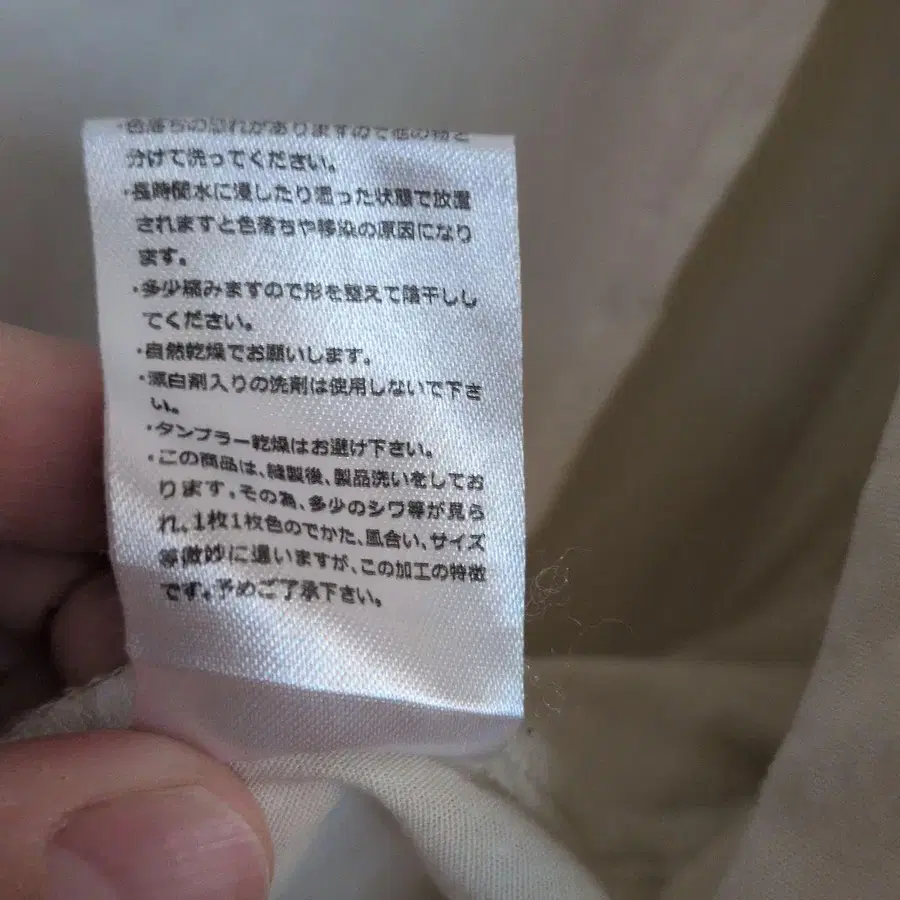 ・色落ちの恐れがありますので他の物と
分けて洗ってください。
・長時間水に浸したり湿った状態で放置
されますと色落ちや移染の原因になり
ます。
・多少縮みますので形を整えて陰干しし
てください。
・自然乾燥でお願いします。
・漂白剤入りの洗剤は使用しないで下さ
い。
・タンブラー乾燥はお避け下さい。
・この商品は、縫製後、製品洗いをしてお
ります。その為、多少のシワ等が見ら
れ、1枚1枚色のでかた、風合い、サイズ
等微妙に違いますが、この加工の特徴
です。予めご了承下さい。